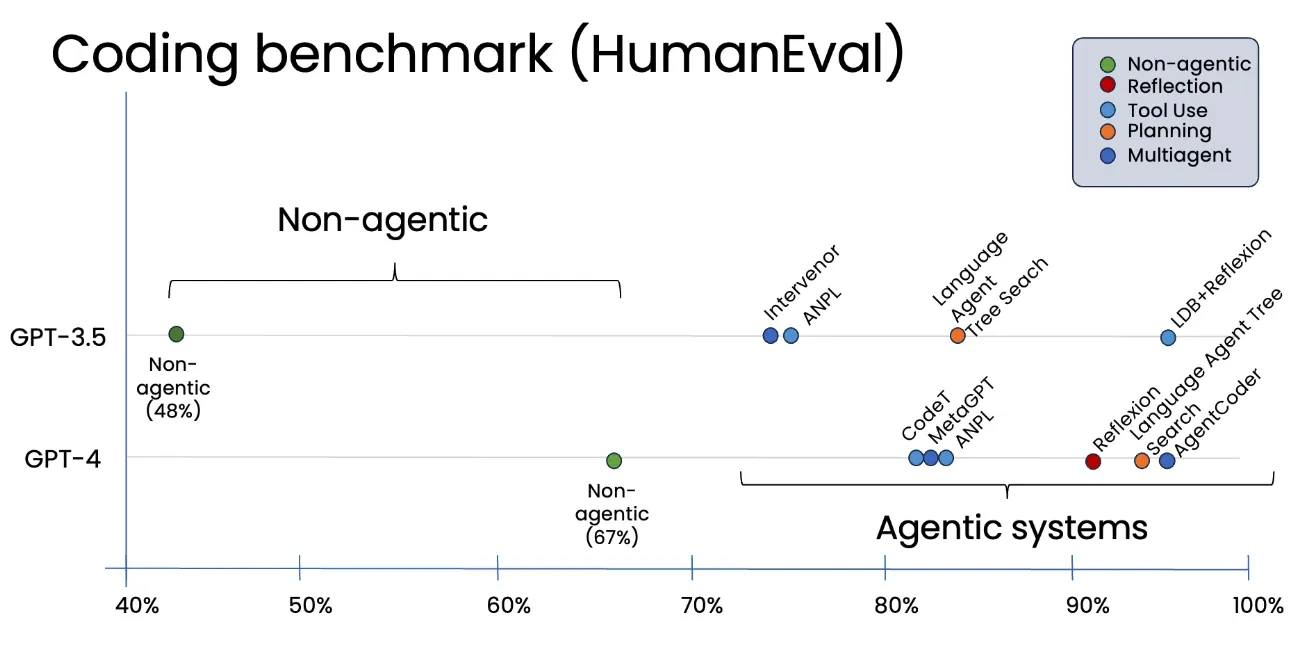 Coding benchmark (HumanEval)
Non-agentic
Reflection
Tool Use
Planning
Multiagent
Non-agentic
GPT-3.5
Non-
agentic
(48%)
Intervenor
ANPL
Language
Agent
Tree Seach
LDB+Reflexion
GPT-4
Non-
agentic
(67%)
CodeT
MetaGPT
ANPL
Reflexion
Language Agent Tree
Search
AgentCoder
Agentic systems
40%
50%
60%
70%
80%
90%
100%